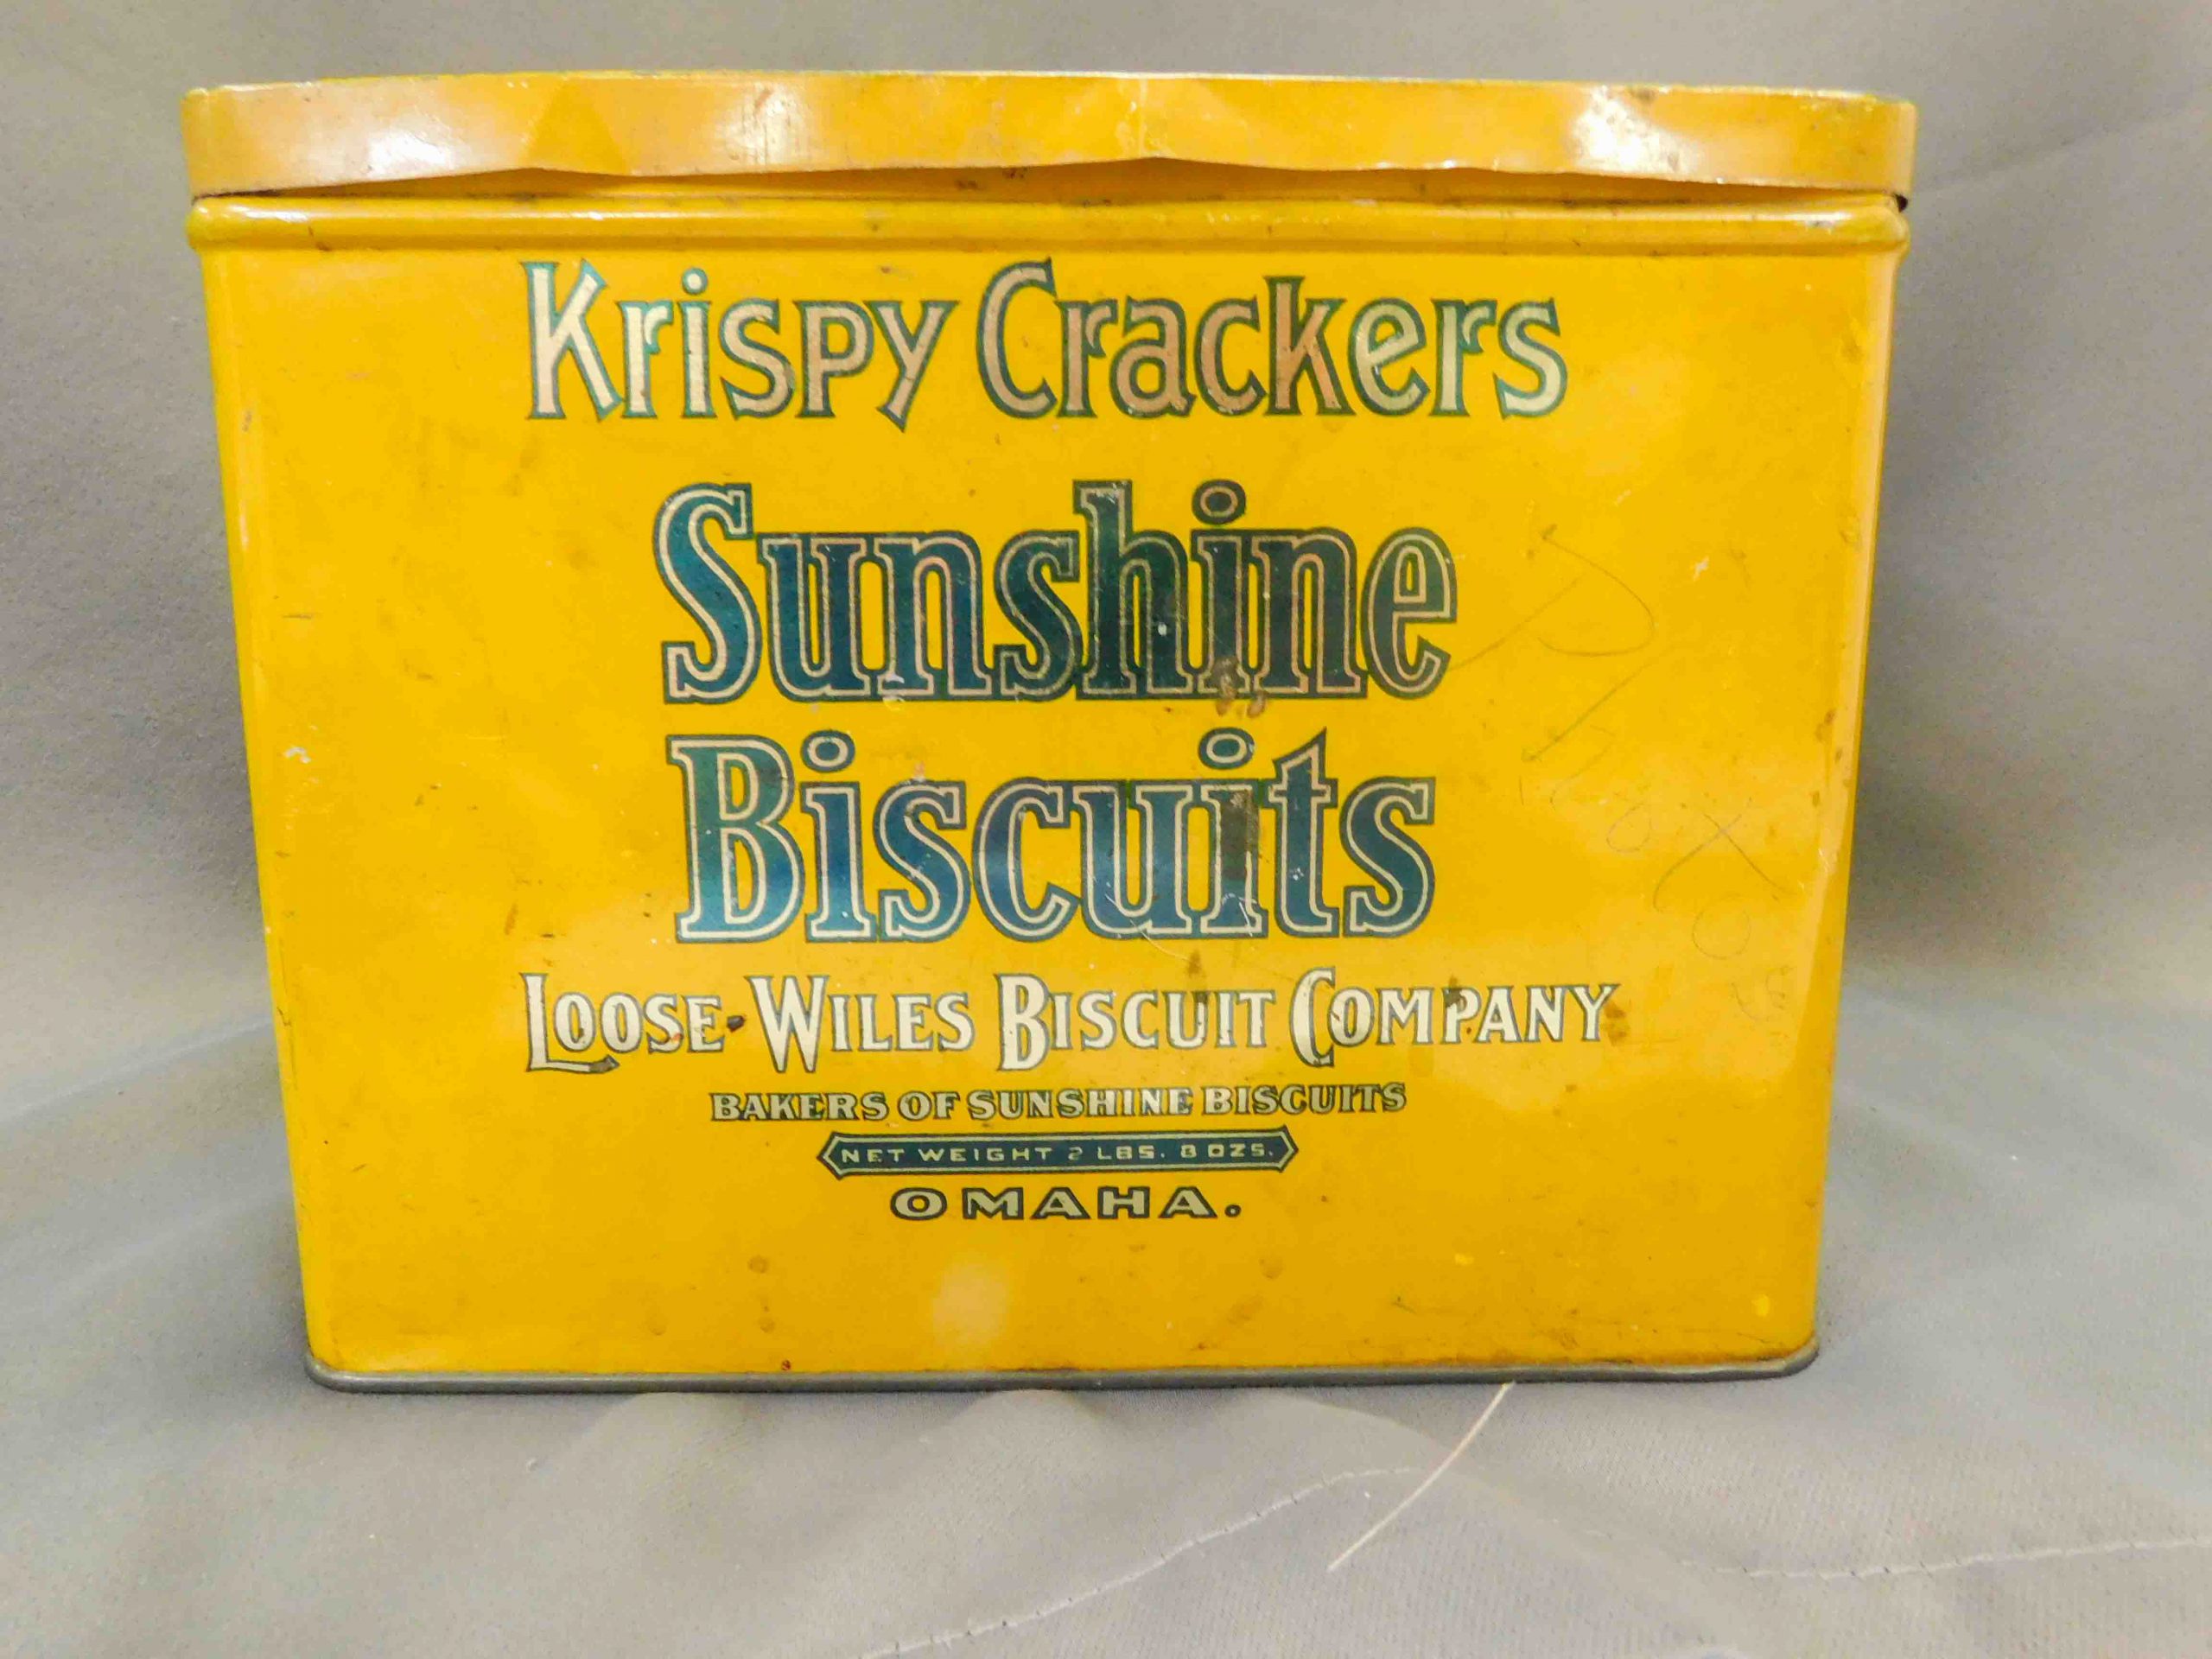 Krispy Crackers
Sunshine
Biscuits
LOOSE-WILES BISCUIT COMPANY
BAKERS OF SUNSHINE BISCUITS
NET WEIGHT 2 LBS. 8 OZS.
OMAHA.